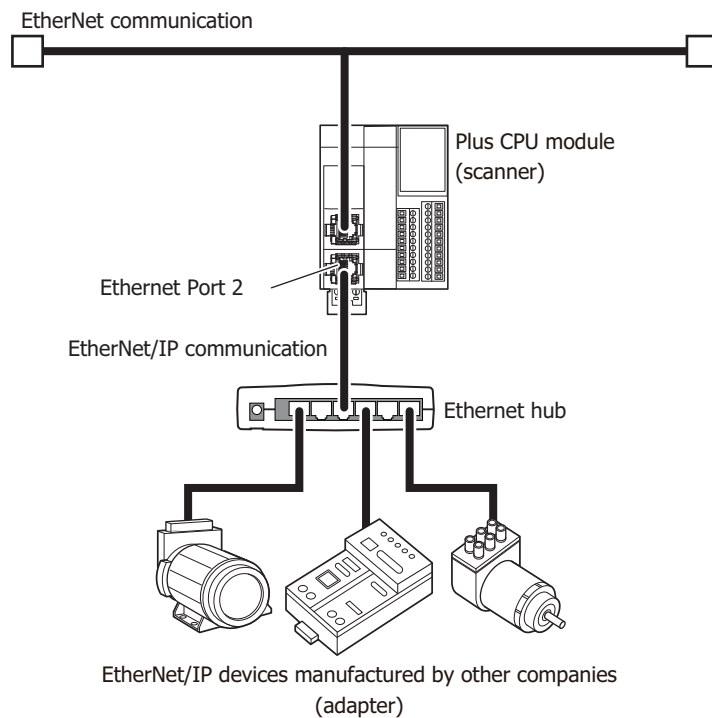 EtherNet communication
Plus CPU module
(scanner)
Ethernet Port 2
EtherNet/IP communication
Ethernet hub
EtherNet/IP devices manufactured by other companies
(adapter)